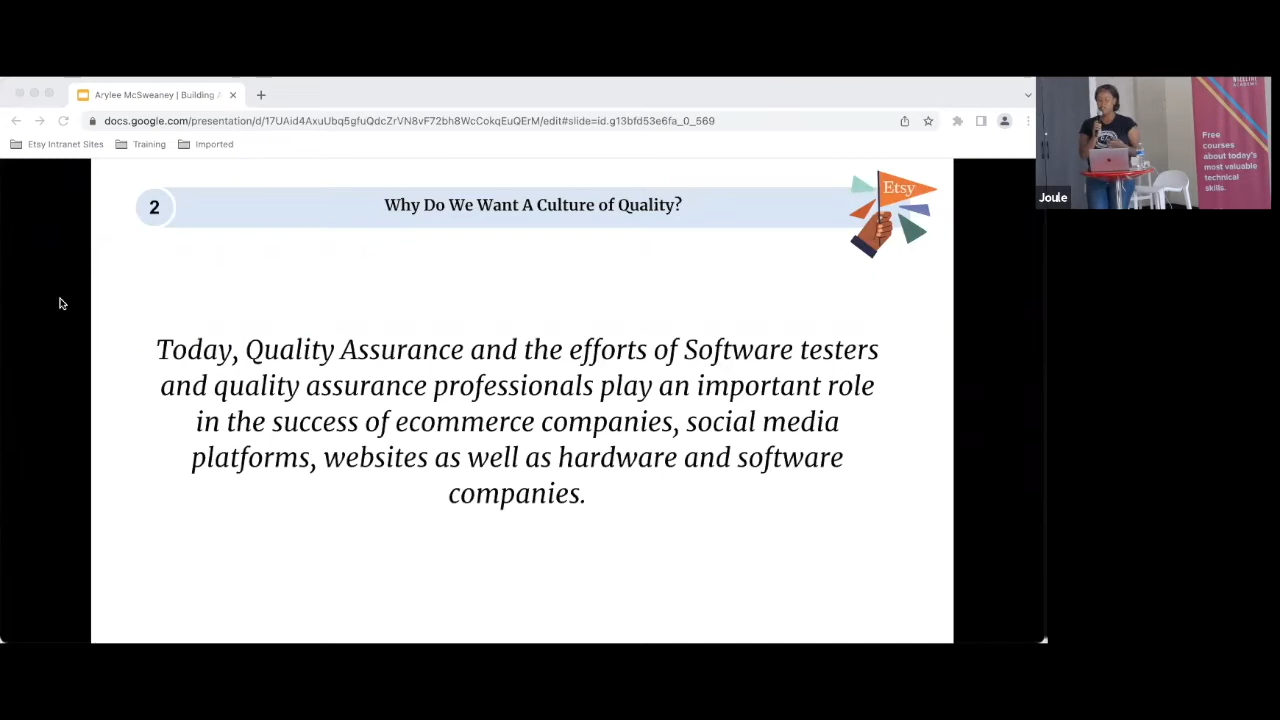 Arylee McSweaney | Building A
docs.google.com/presentation/d/17UAid4AxuUbq5gfuQdcZrVN8vF72bh8WcCokqEuQErM/edit#slide=id.g13bfd53e6fa_0_569
Etsy Intranet Sites Training Imported
2
Why Do We Want A Culture of Quality?
Etsy
Today, Quality Assurance and the efforts of Software testers
and quality assurance professionals play an important role
in the success of ecommerce companies, social media
platforms, websites as well as hardware and software
companies.
ACADEMY
Free
courses
about today's
most valuable
technical
skills.
Joule